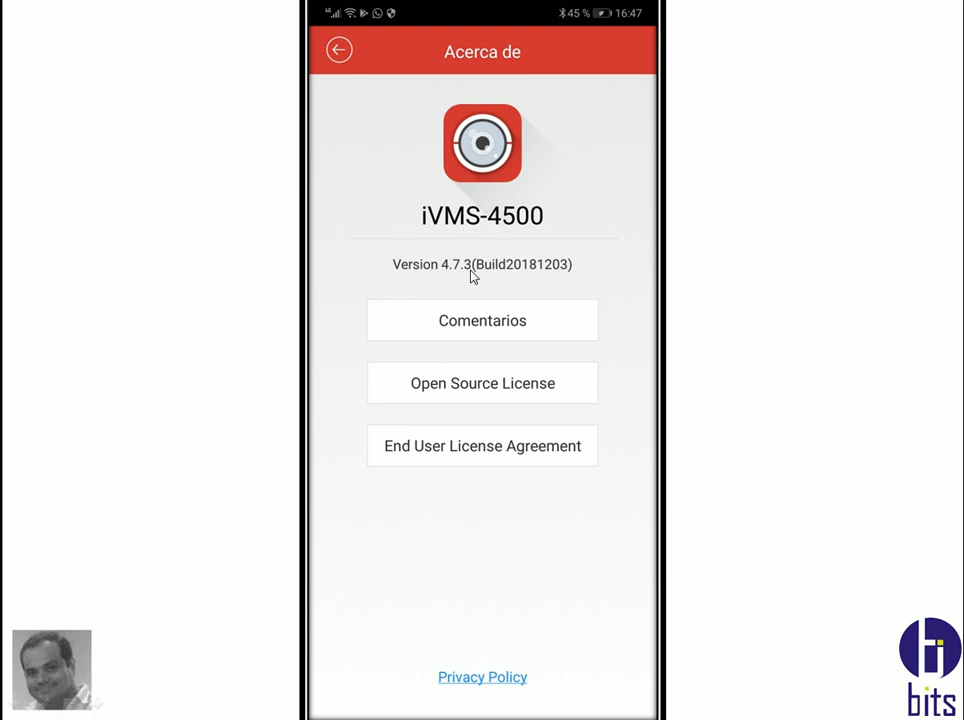 45 % 16:47
Acerca de
iVMS-4500
Version 4.7.3(Build20181203)
Comentarios
Open Source License
End User License Agreement
Privacy Policy
bits